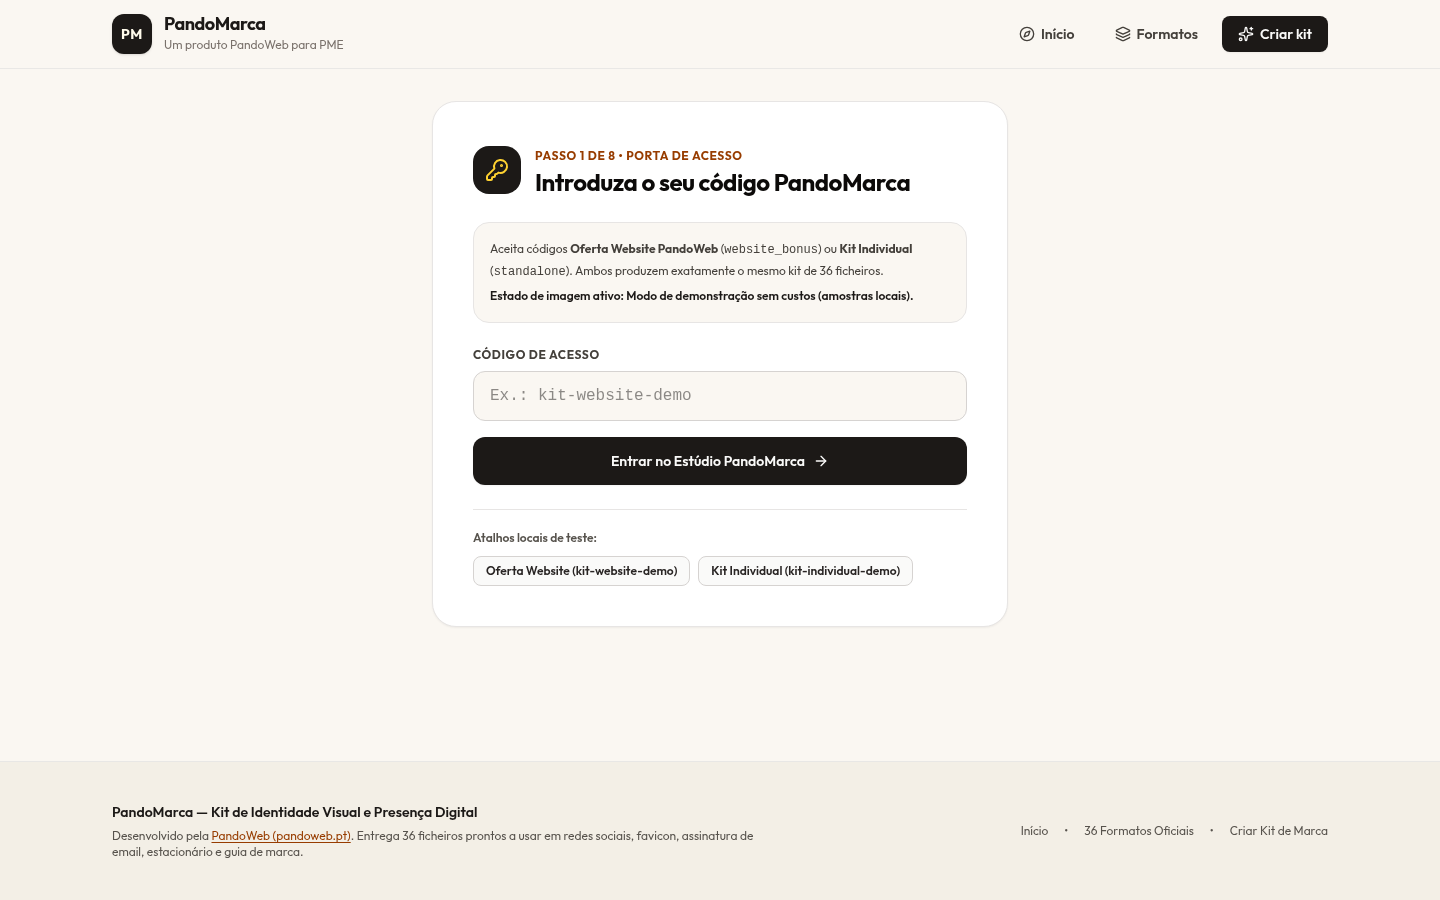 PM
PandoMarca
Um produto PandoWeb para PME
Início
Formatos
Criar kit
PASSO 1 DE 8 • PORTA DE ACESSO
Introduza o seu código PandoMarca
Aceita códigos Oferta Website PandoWeb (website_bonus) ou Kit Individual
(standalone). Ambos produzem exatamente o mesmo kit de 36 ficheiros.
Estado de imagem ativo: Modo de demonstração sem custos (amostras locais).
CÓDIGO DE ACESSO
Ex.: kit-website-demo
Entrar no Estúdio PandoMarca →
Atalhos locais de teste:
Oferta Website (kit-website-demo)
Kit Individual (kit-individual-demo)
PandoMarca — Kit de Identidade Visual e Presença Digital
Desenvolvido pela PandoWeb (pandoweb.pt). Entrega 36 ficheiros prontos a usar em redes sociais, favicon, assinatura de
email, estacionário e guia de marca.
Início • 36 Formatos Oficiais • Criar Kit de Marca